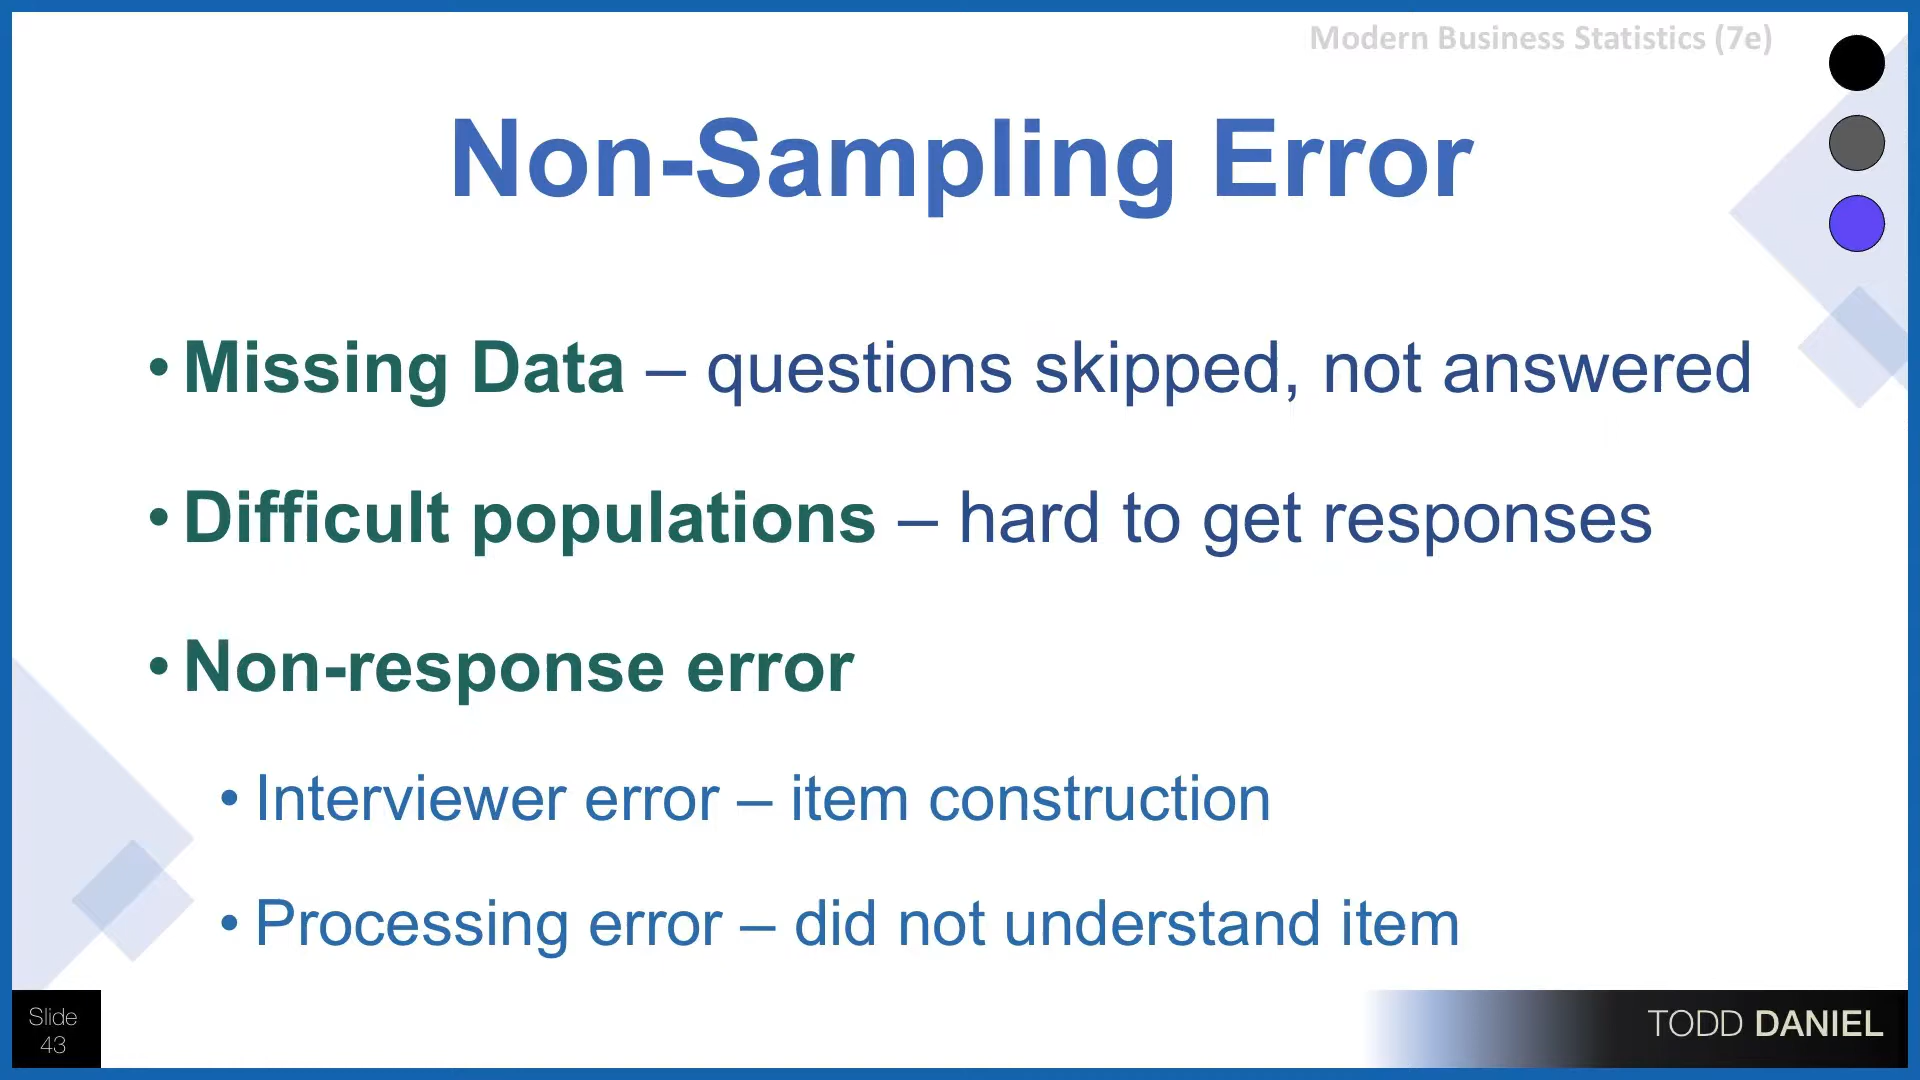 Modern Business Statistics (7e)
Non-Sampling Error
• Missing Data – questions skipped, not answered
• Difficult populations – hard to get responses
• Non-response error
• Interviewer error – item construction
• Processing error – did not understand item
Slide
43
TODD DANIEL